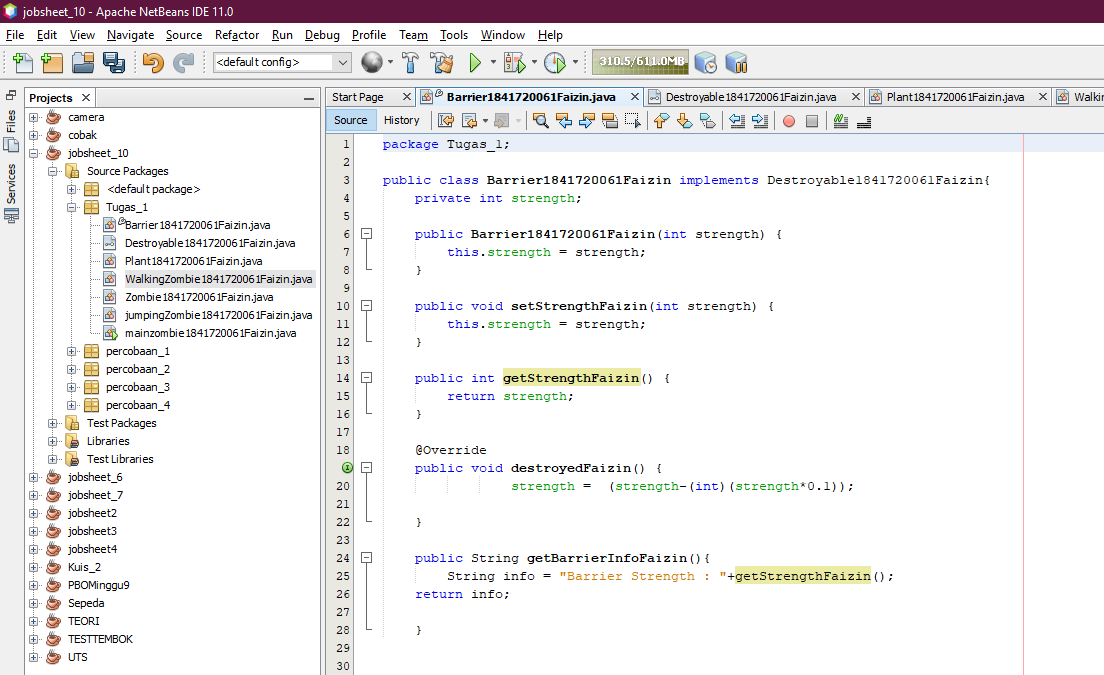 jobsheet_10 - Apache NetBeans IDE 11.0
File Edit View Navigate Source Refactor Run Debug Profile Team Tools Window Help
<default config> 310.5/611.0MB
Files
Services
Projects
camera
cobak
jobsheet_10
Source Packages
<default package>
Tugas_1
Barrier1841720061Faizin.java
Destroyable1841720061Faizin.java
Plant1841720061Faizin.java
WalkingZombie1841720061Faizin.java
Zombie1841720061Faizin.java
jumpingZombie1841720061Faizin.java
mainzombie1841720061Faizin.java
percobaan_1
percobaan_2
percobaan_3
percobaan_4
Test Packages
Libraries
Test Libraries
jobsheet_6
jobsheet_7
jobsheet2
jobsheet3
jobsheet4
Kuis_2
PBOMinggu9
Sepeda
TEORI
TESTTEMBOK
UTS
Start Page Barrier1841720061Faizin.java Destroyable1841720061Faizin.java Plant1841720061Faizin.java Walkin
Source History
1 package Tugas_1;
2
3 public class Barrier1841720061Faizin implements Destroyable1841720061Faizin{
4 private int strength;
5
6 public Barrier1841720061Faizin(int strength) {
7 this.strength = strength;
8 }
9
10 public void setStrengthFaizin(int strength) {
11 this.strength = strength;
12 }
13
14 public int getStrengthFaizin() {
15 return strength;
16 }
17
18 @Override
public void destroyedFaizin() {
20 strength = (strength-(int)(strength*0.1));
21
22 }
23
24 public String getBarrierInfoFaizin(){
25 String info = "Barrier Strength : "+getStrengthFaizin();
26 return info;
27
28 }
29
30